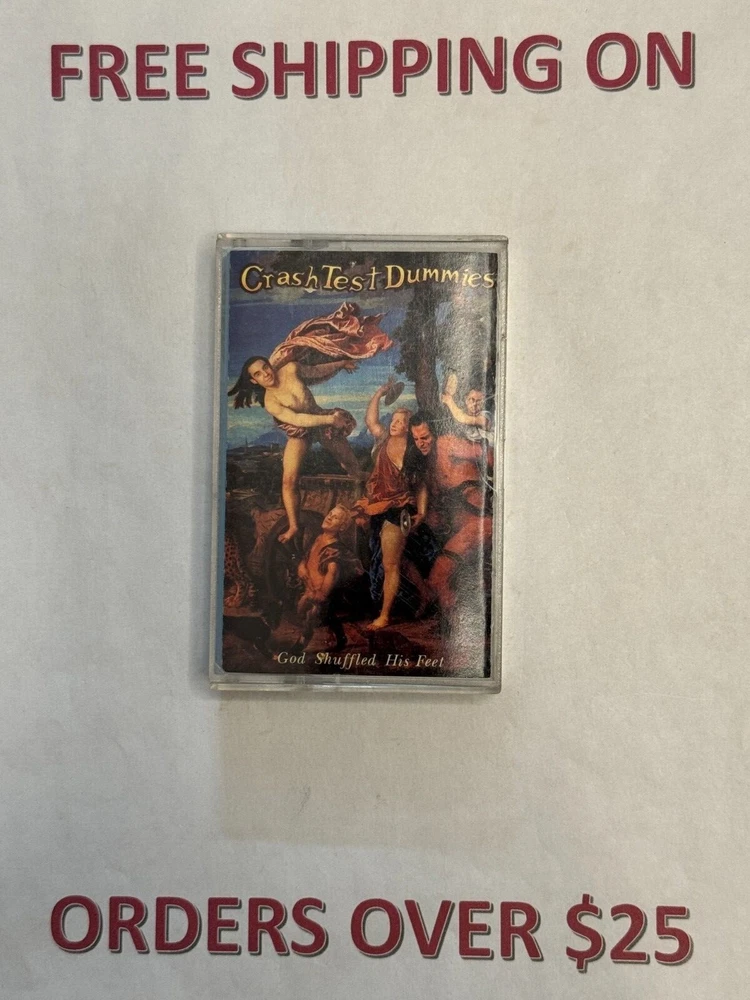 FREE SHIPPING ON
Crash Test Dummies
God Shuffled His Feet
ORDERS OVER $25